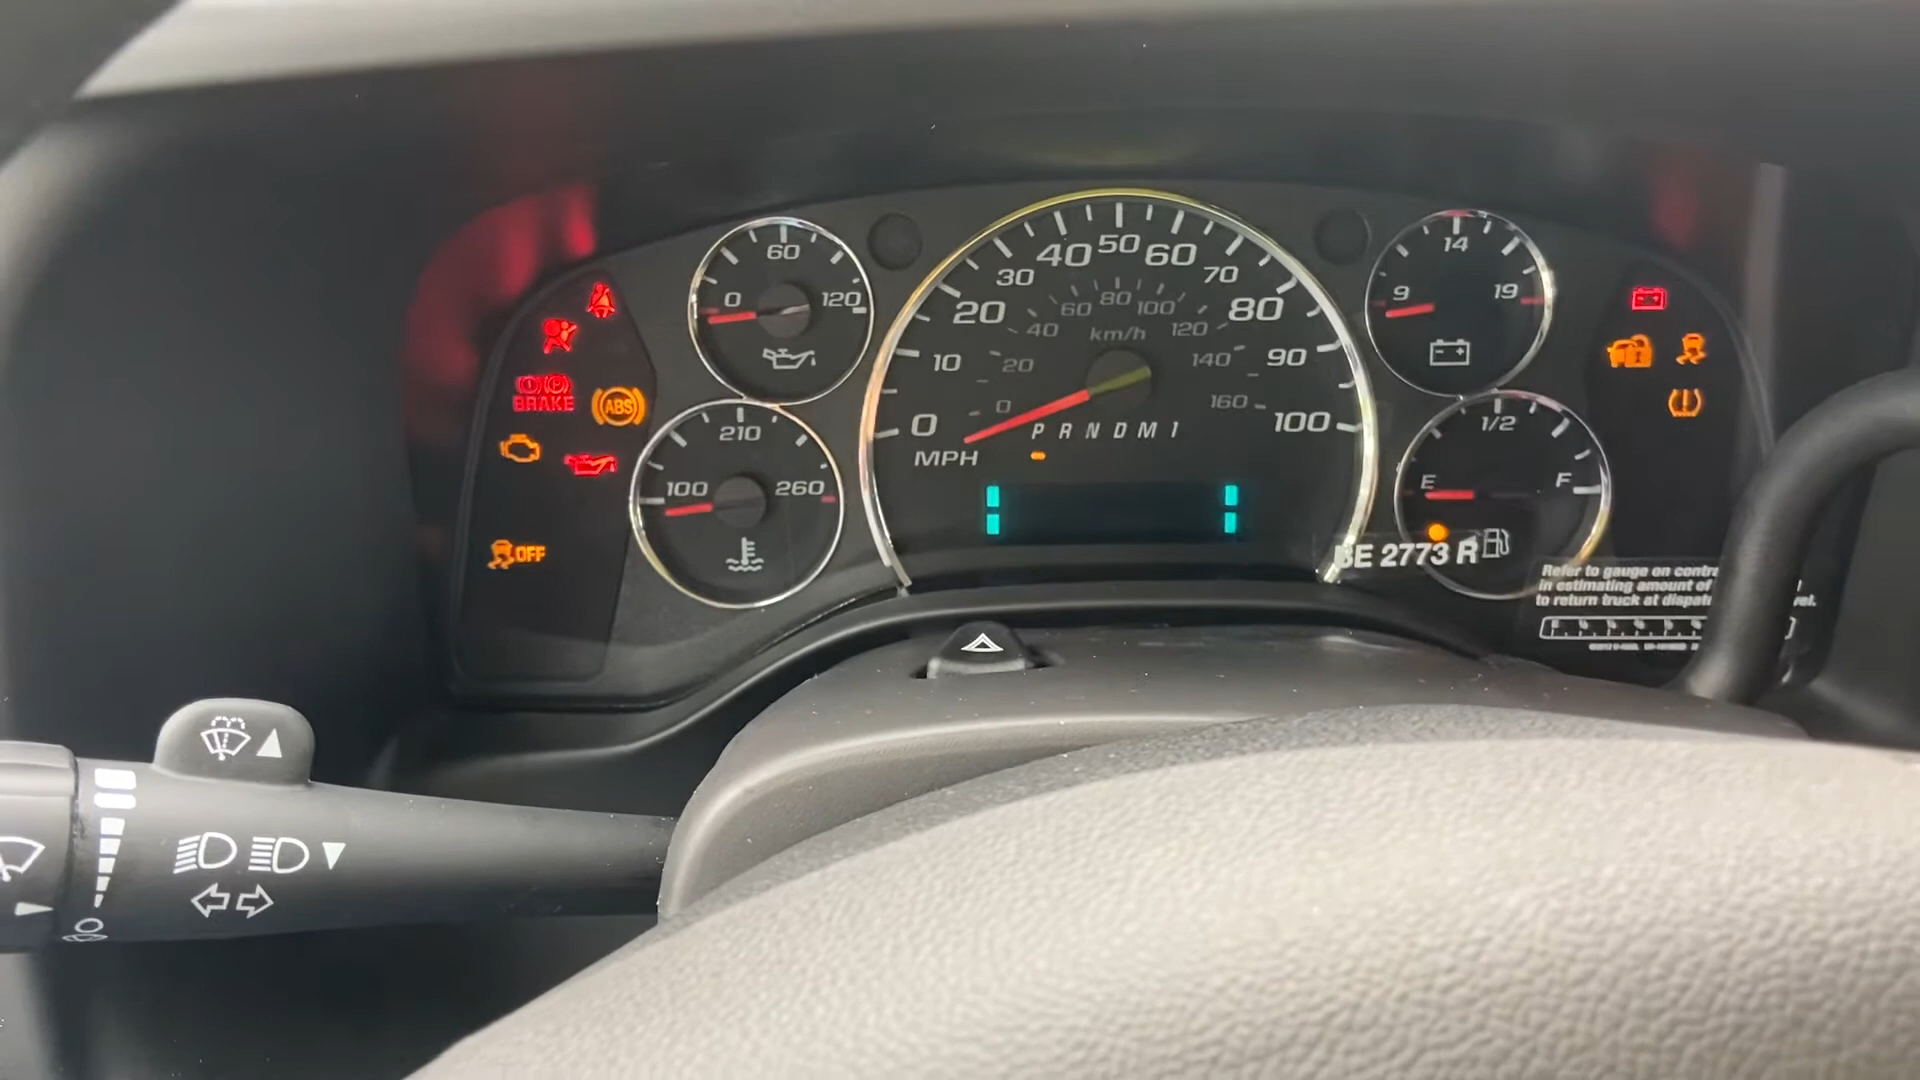 60
0
120
210
100
260
0
10
20
30
40
50
60
70
80
90
100
0
20
40
60
80
100
120
140
160
km/h
MPH
P R N D M 1
14
9
19
1/2
E
F
BRAKE
ABS
OFF
BE 2773 R
Refer to gauge on
in estimating amount of
to return truck at